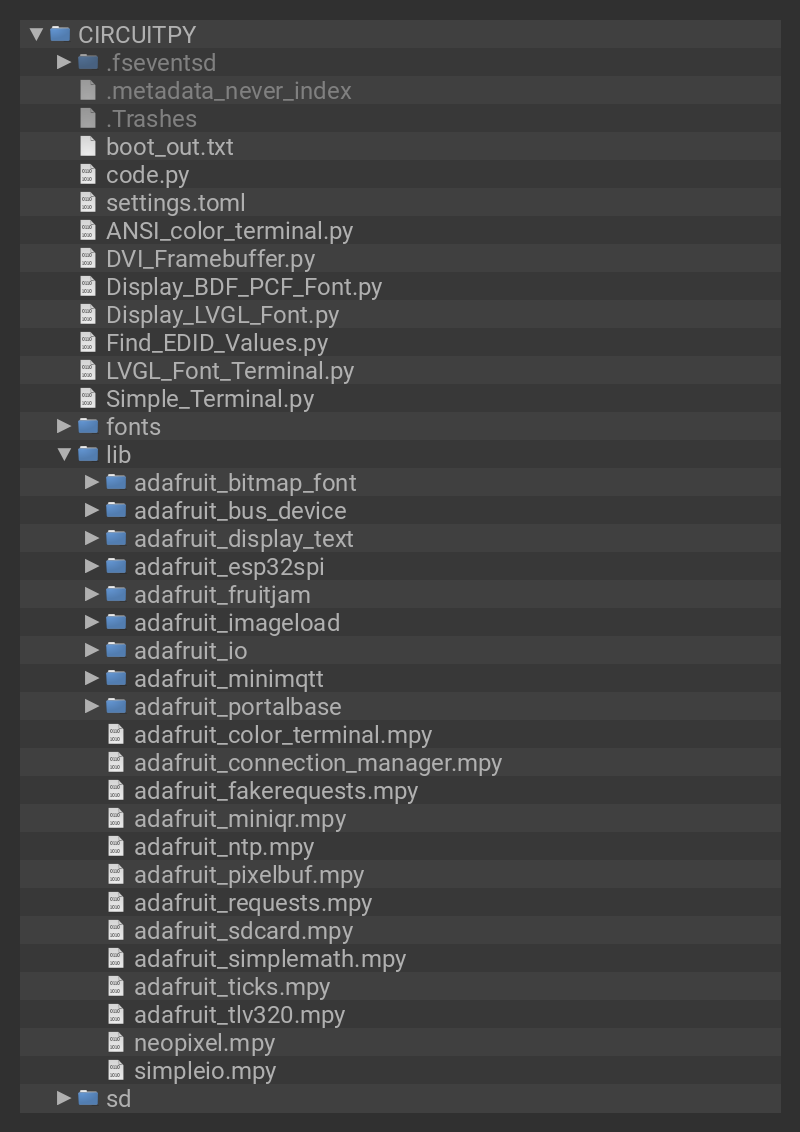 CIRCUITPY
.fseventsd
.metadata_never_index
.Trashes
boot_out.txt
code.py
settings.toml
ANSI_color_terminal.py
DVI_Framebuffer.py
Display_BDF_PCF_Font.py
Display_LVGL_Font.py
Find_EDID_Values.py
LVGL_Font_Terminal.py
Simple_Terminal.py
fonts
lib
adafruit_bitmap_font
adafruit_bus_device
adafruit_display_text
adafruit_esp32spi
adafruit_fruitjam
adafruit_imageload
adafruit_io
adafruit_minimqtt
adafruit_portalbase
adafruit_color_terminal.mpy
adafruit_connection_manager.mpy
adafruit_fakerequests.mpy
adafruit_miniqr.mpy
adafruit_ntp.mpy
adafruit_pixelbuf.mpy
adafruit_requests.mpy
adafruit_sdcard.mpy
adafruit_simplemath.mpy
adafruit_ticks.mpy
adafruit_tlv320.mpy
neopixel.mpy
simpleio.mpy
sd